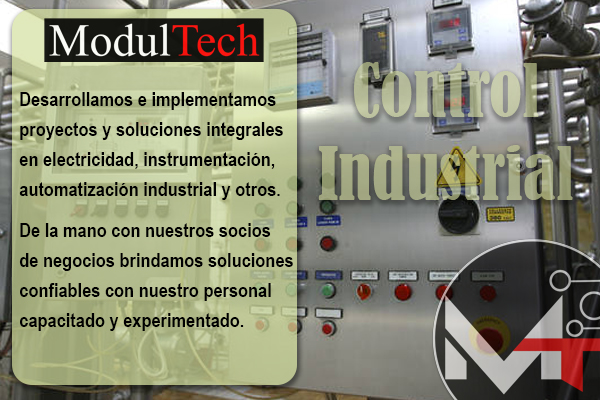 ModulTech
Desarrollamos e implementamos
proyectos y soluciones integrales
en electricidad, instrumentación,
automatización industrial y otros.
De la mano con nuestros socios
de negocios brindamos soluciones
confiables con nuestro personal
capacitado y experimentado.
Control
Industrial
MT